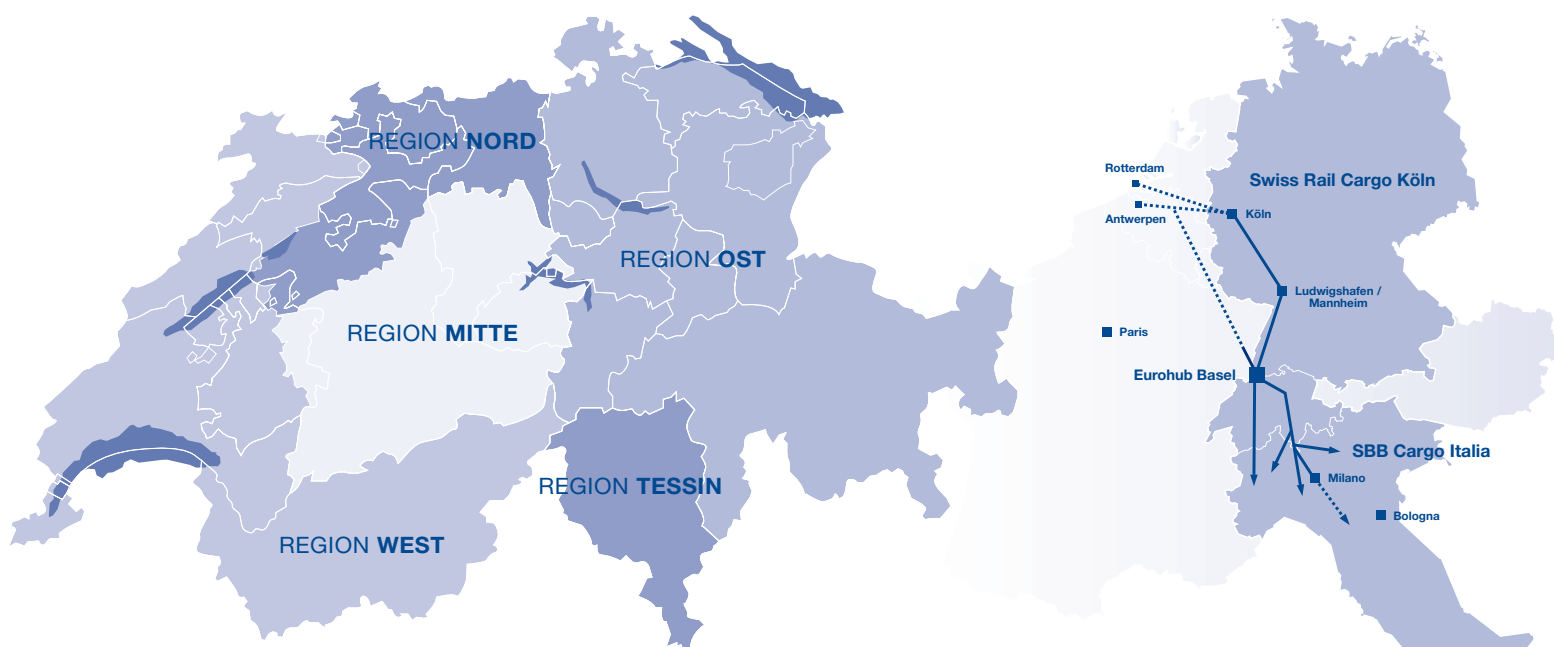 REGION NORD
REGION OST
REGION MITTE
REGION TESSIN
REGION WEST
Rotterdam
Swiss Rail Cargo Köln
Antwerpen
Köln
Ludwigshafen /
Mannheim
Paris
Eurohub Basel
SBB Cargo Italia
Milano
Bologna